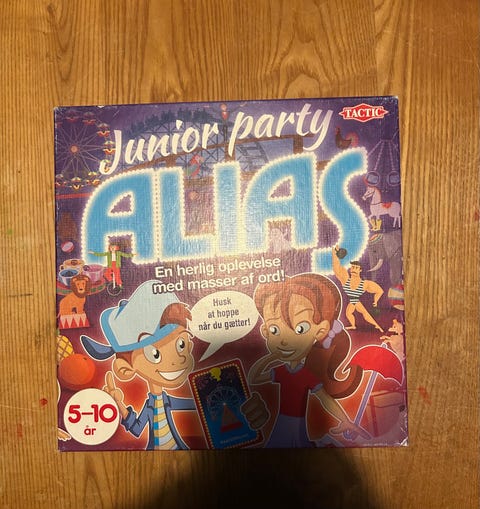 Junior party
TACTIC
ALIAS
En herlig oplevelse
med masser af ord!
Husk
at hoppe
når du gætter!
5–10
år